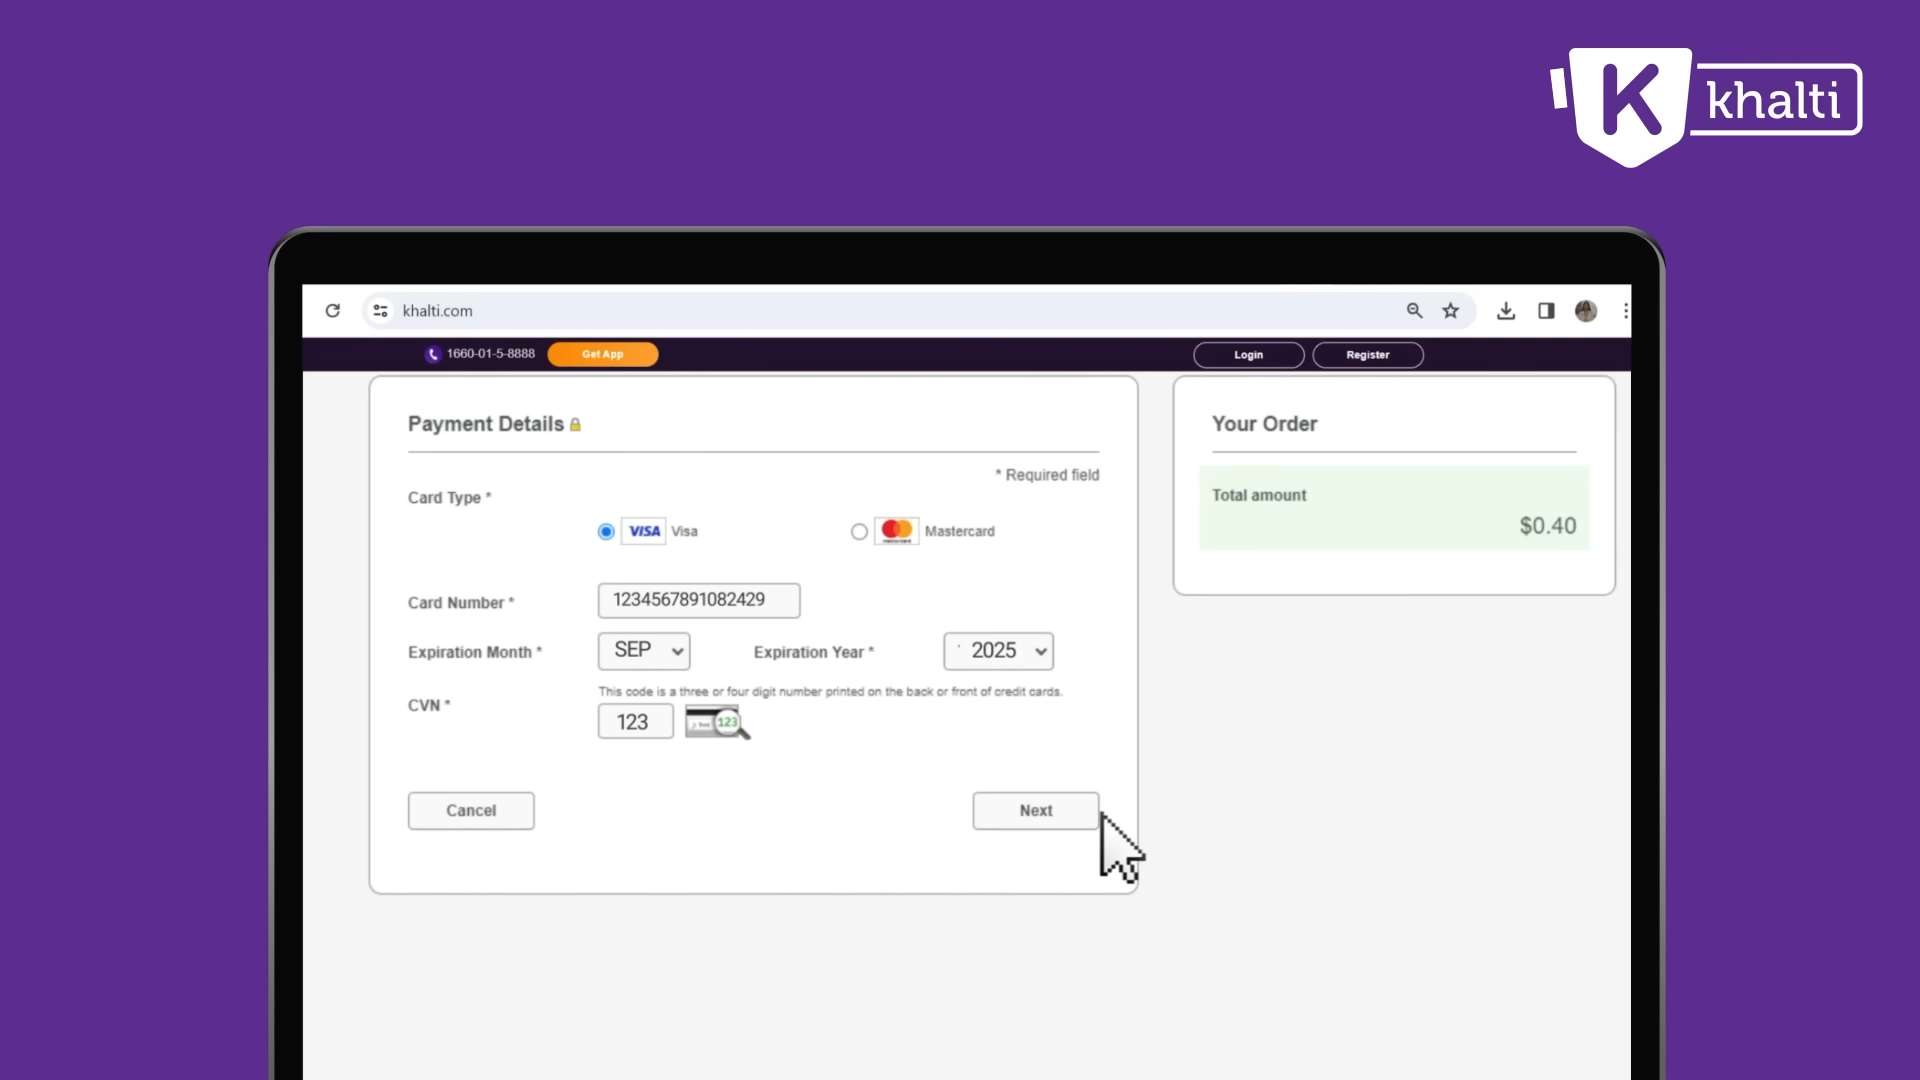 K khalti
khalti.com
1660-01-5-8888 Get App Login Register
Payment Details
* Required field
Card Type *
VISA Visa Mastercard
Card Number * 1234567891082429
Expiration Month * SEP Expiration Year * 2025
This code is a three or four digit number printed on the back or front of credit cards.
CVN *
123 123
Cancel Next
Your Order
Total amount
$0.40